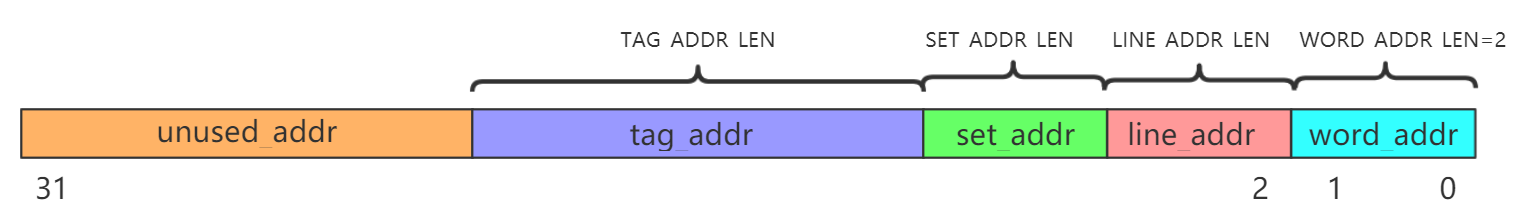 TAG ADDR LEN SET ADDR LEN LINE ADDR LEN WORD ADDR LEN=2
unused_addr tag_addr set_addr line_addr word_addr
31 2 1 0